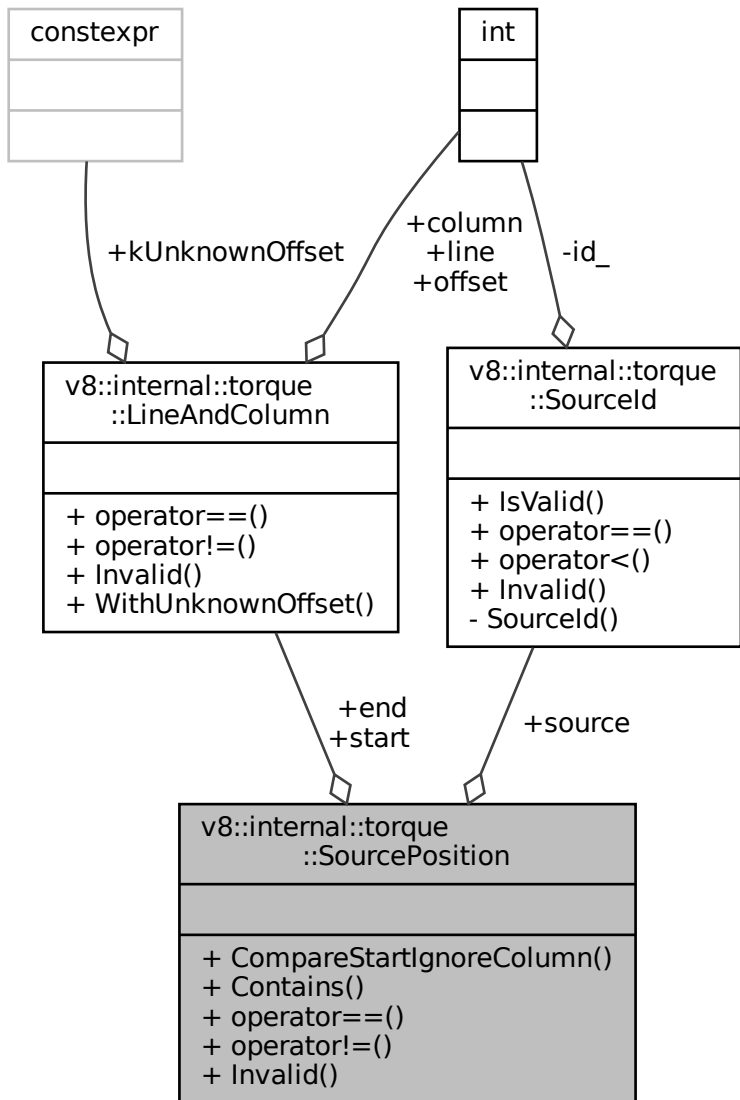 constexpr
int
+kUnknownOffset
+column
+line
+offset
-id_
v8::internal::torque
::LineAndColumn
+ operator==()
+ operator!=()
+ Invalid()
+ WithUnknownOffset()
v8::internal::torque
::SourceId
+ IsValid()
+ operator==()
+ operator<()
+ Invalid()
- SourceId()
+end
+start
+source
v8::internal::torque
::SourcePosition
+ CompareStartIgnoreColumn()
+ Contains()
+ operator==()
+ operator!=()
+ Invalid()